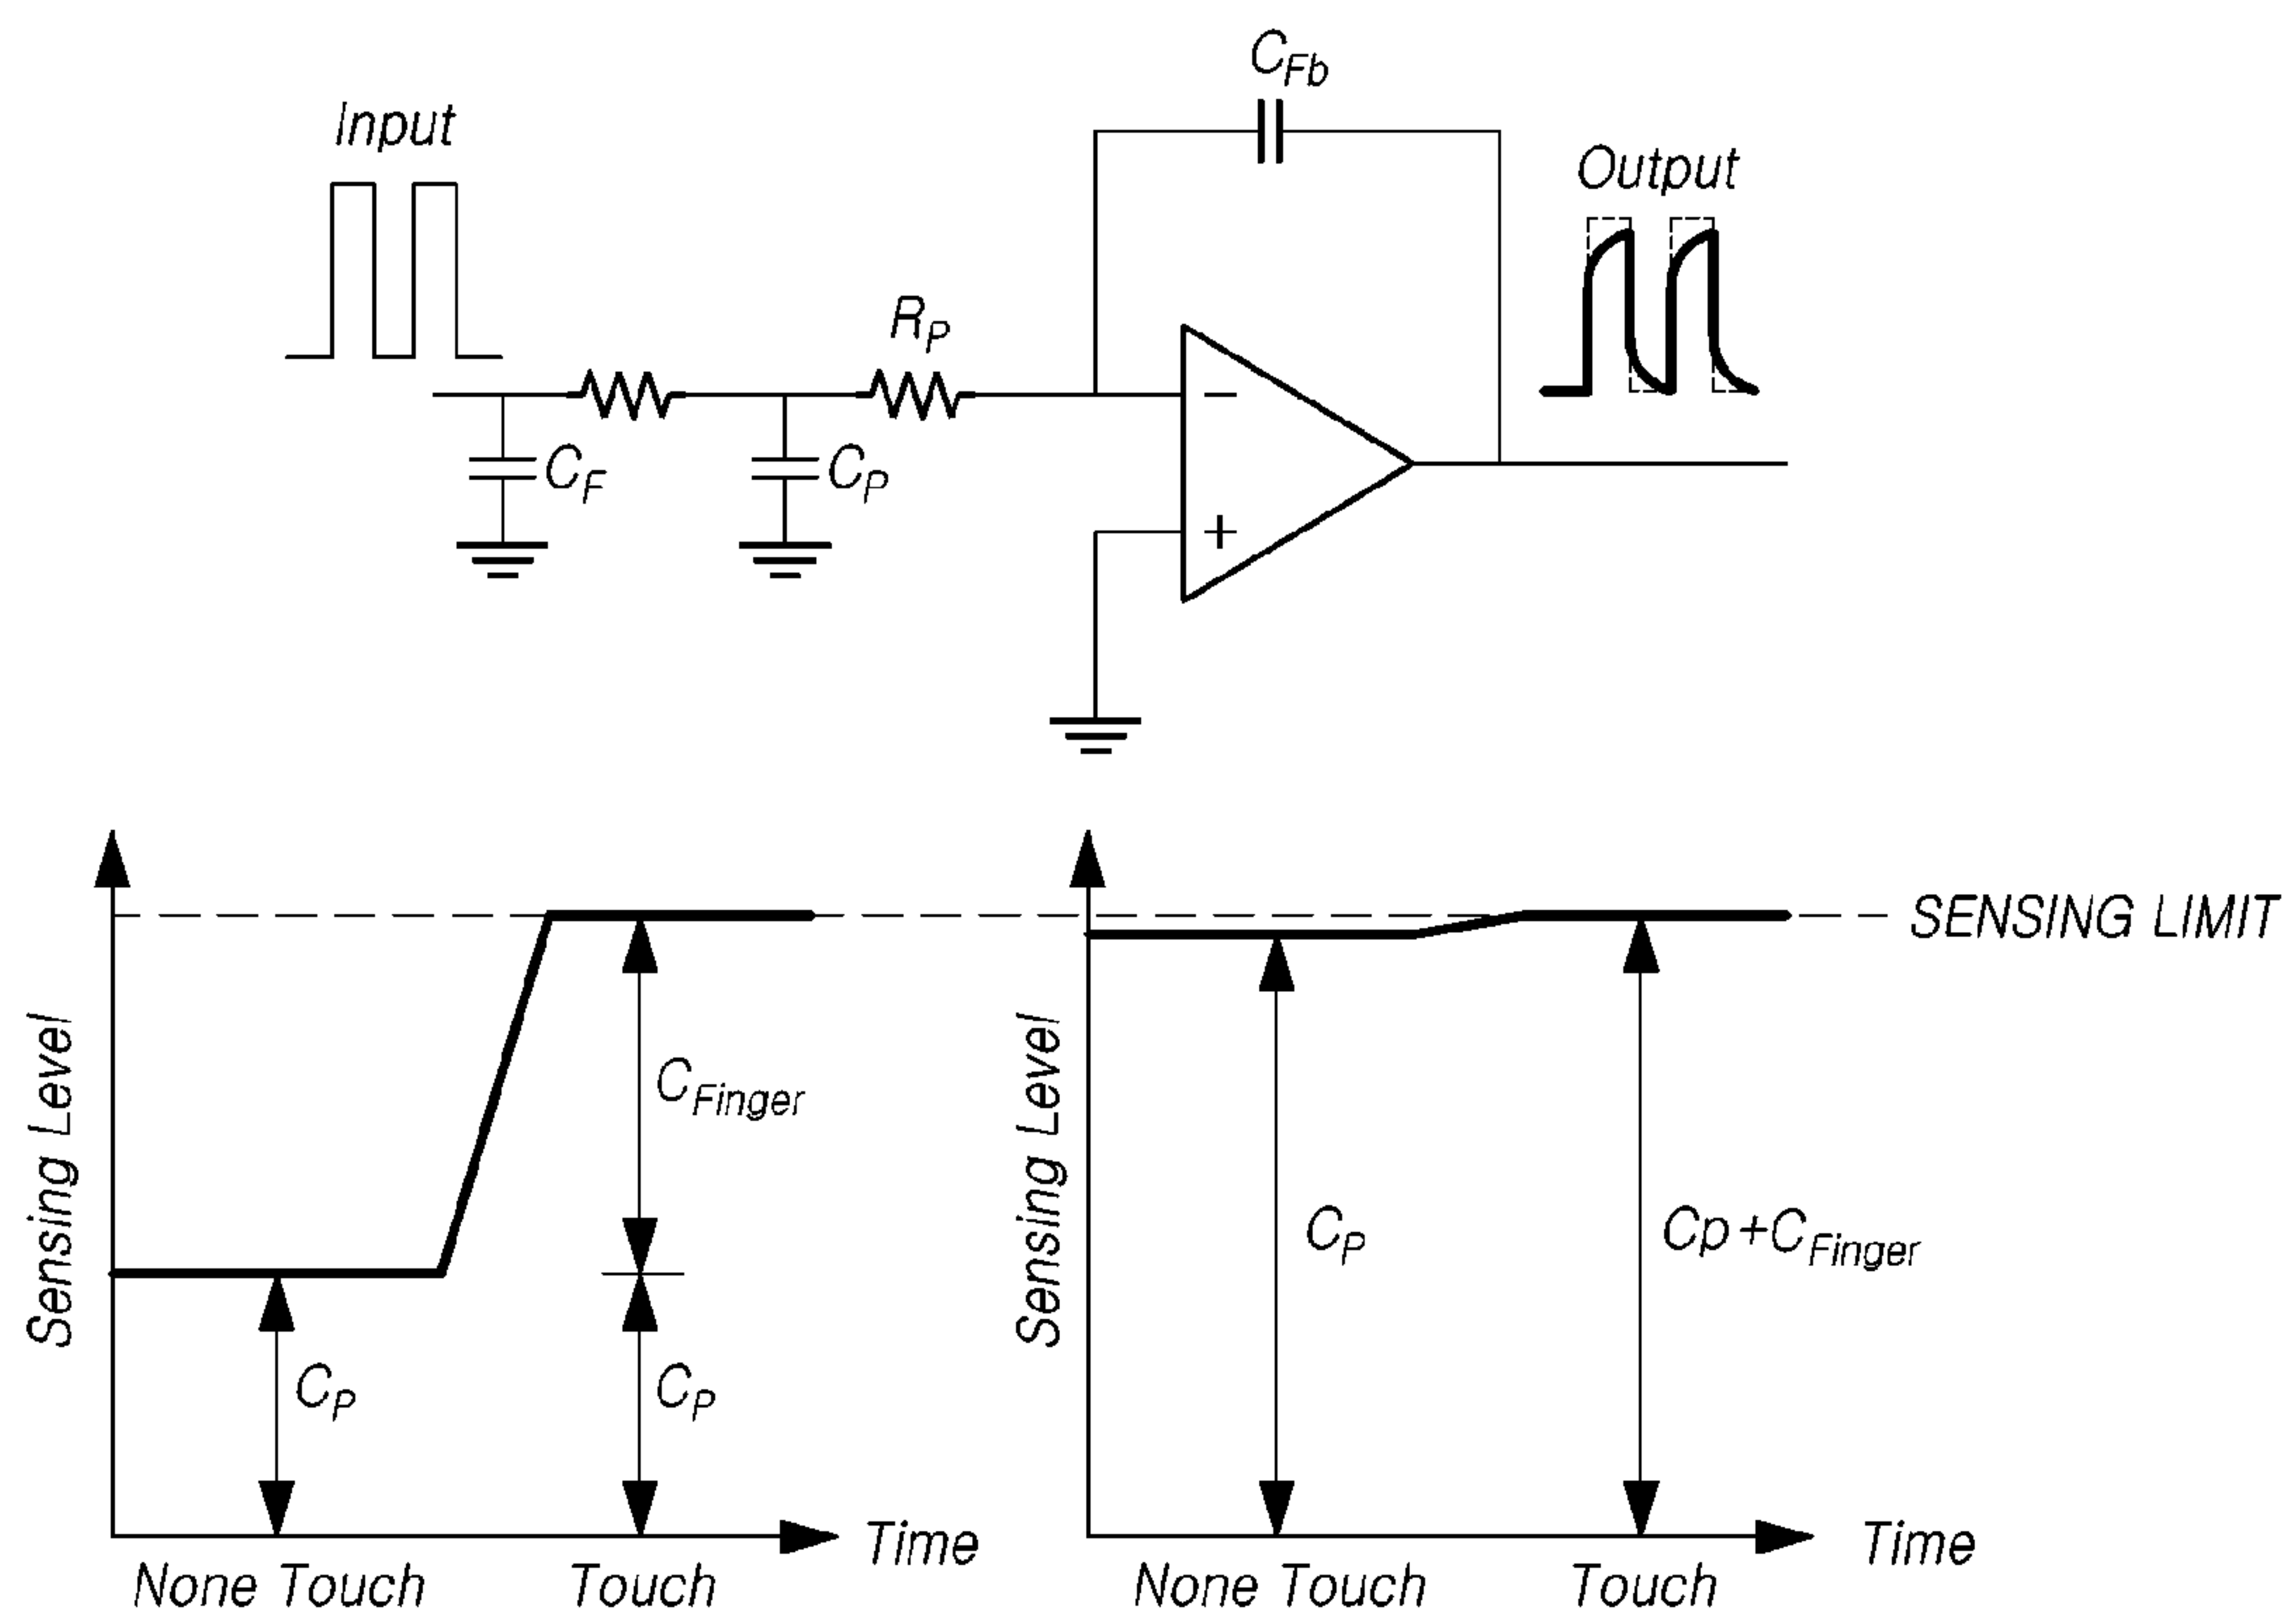 C_Fb
Input
Output
R_P
−
C_F
C_P
+
SENSING LIMIT
Sensing Level
C_Finger
C_P
C_P
Time
None Touch
Touch
Sensing Level
C_P
Cp+C_Finger
Time
None Touch
Touch